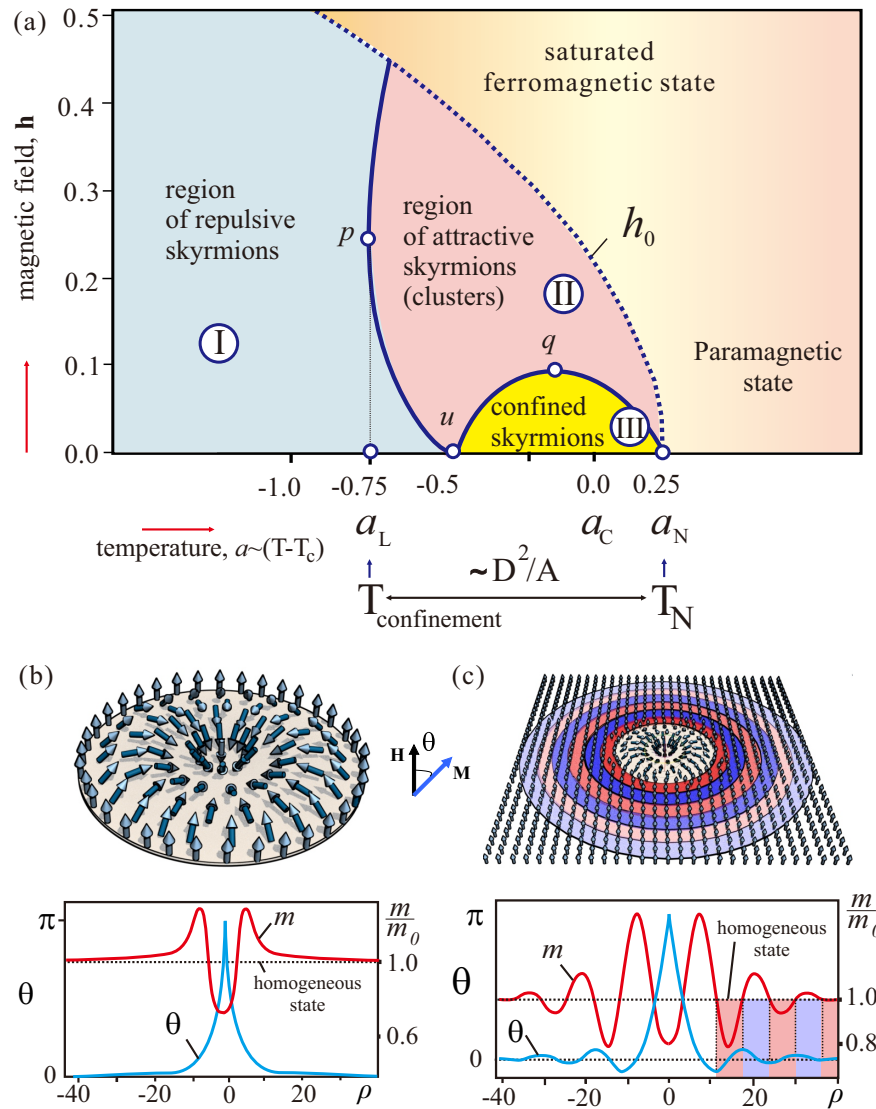 (a)
0.5
0.4
0.3
0.2
0.1
0.0
magnetic field, h
saturated
ferromagnetic state
region
of repulsive
skyrmions
p
region
of attractive
skyrmions
(clusters)
h0
I
II
q
Paramagnetic
state
u
confined
skyrmions
III
-1.0 -0.75 -0.5 0.0 0.25
aL aC aN
temperature, a~(T-Tc)
~D²/A
Tconfinement TN
(b)
H θ M
(c)
π
m
m/m0
1.0
homogeneous
state
θ
θ
0.6
0
-40 -20 0 20 ρ
π
m
homogeneous
state
m/m0
θ
1.0
θ
0
0.8
-40 -20 0 20 ρ